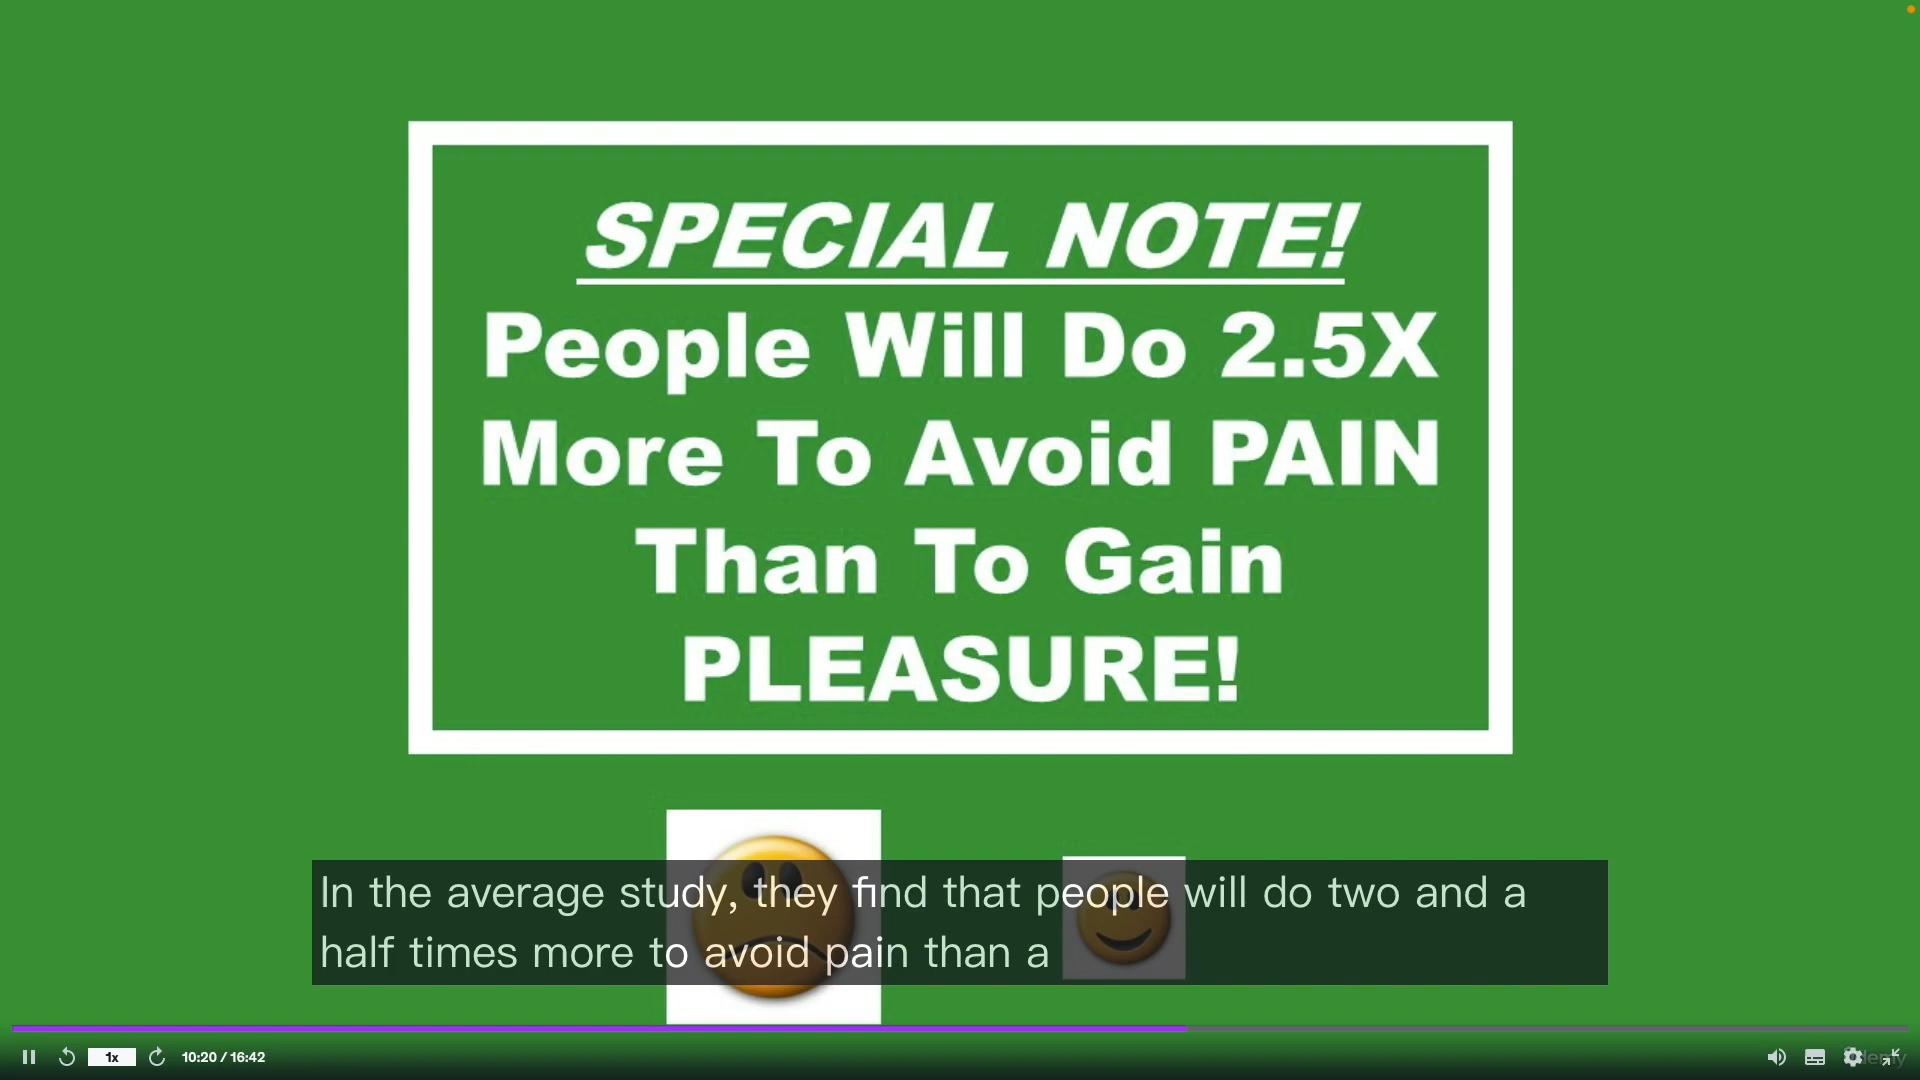 SPECIAL NOTE!
People Will Do 2.5X
More To Avoid PAIN
Than To Gain
PLEASURE!
In the average study, they find that people will do two and a
half times more to avoid pain than a
1x
10:20 / 16:42